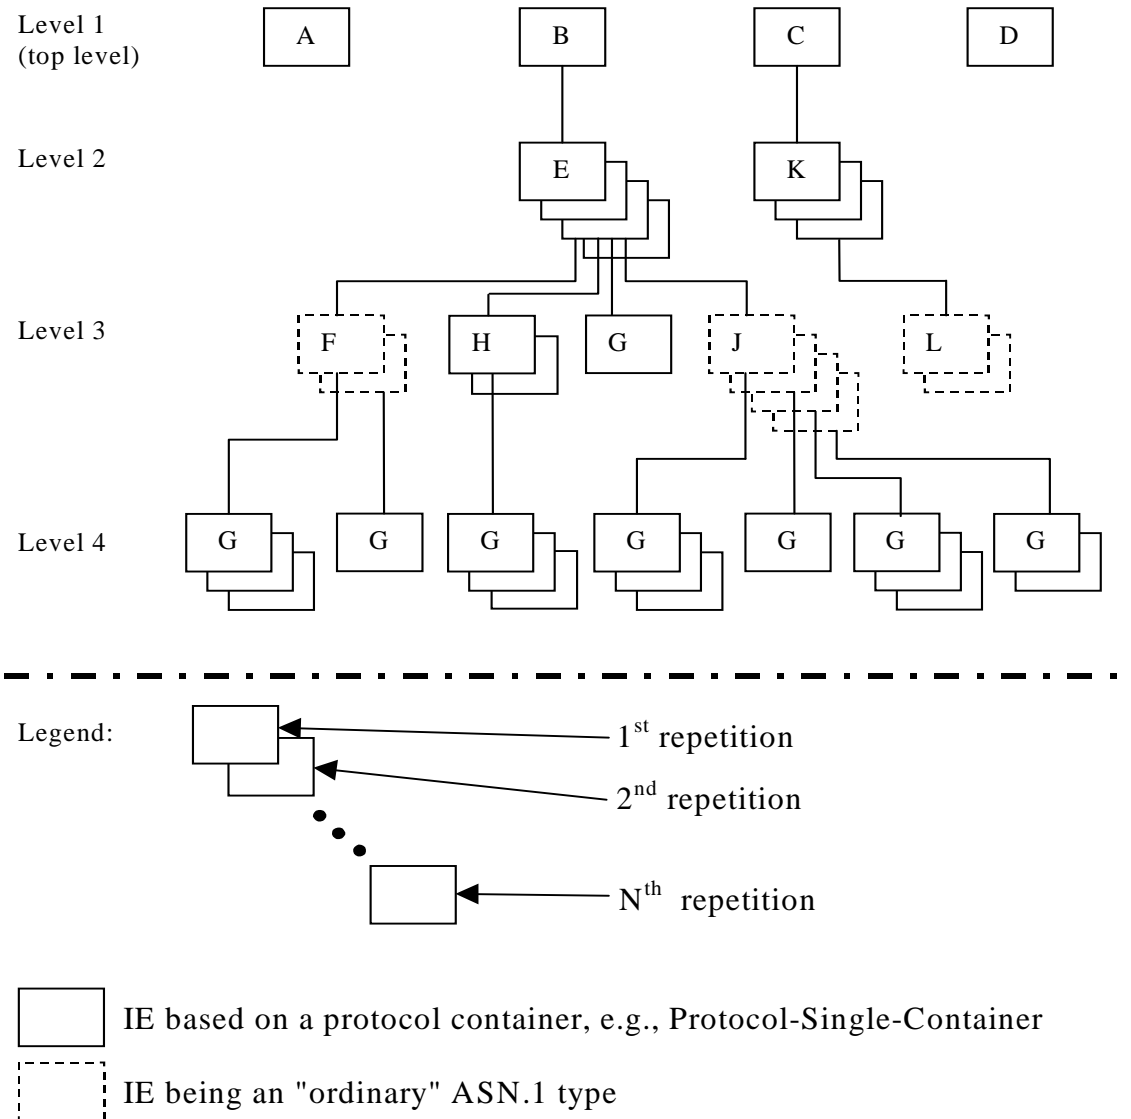 Level 1
(top level)
A
B
C
D
Level 2
E
K
Level 3
F
H
G
J
L
Level 4
G
G
G
G
G
G
G
Legend:
1st repetition
2nd repetition
Nth repetition
IE based on a protocol container, e.g., Protocol-Single-Container
IE being an "ordinary" ASN.1 type